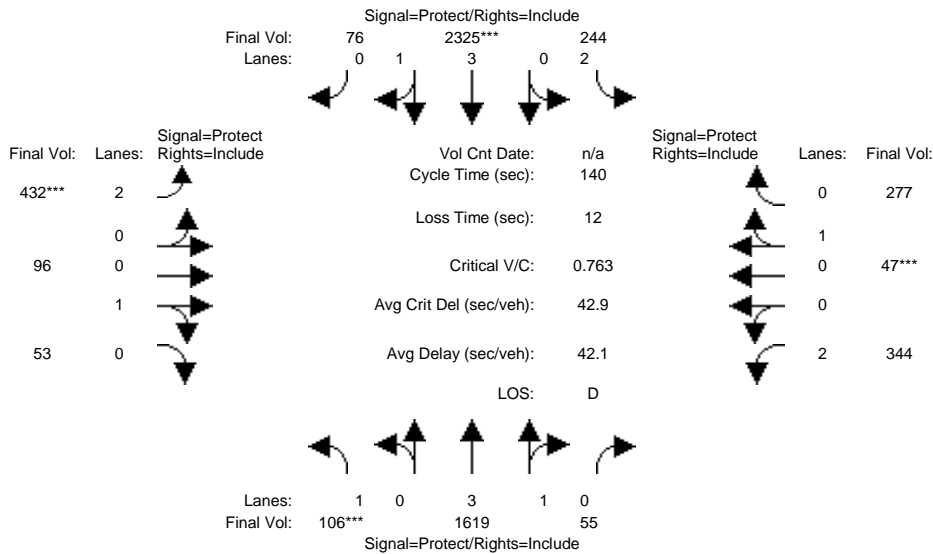 Signal=Protect/Rights=Include
Final Vol: 76 2325*** 244
Lanes: 0 1 3 0 2
Signal=Protect
Final Vol: Lanes: Rights=Include
Vol Cnt Date: n/a
Signal=Protect
Rights=Include Lanes: Final Vol:
Cycle Time (sec): 140
432*** 2
0 277
Loss Time (sec): 12
0
1
96 0
Critical V/C: 0.763
0 47***
1
Avg Crit Del (sec/veh): 42.9
0
53 0
Avg Delay (sec/veh): 42.1
2 344
LOS: D
Lanes: 1 0 3 1 0
Final Vol: 106*** 1619 55
Signal=Protect/Rights=Include